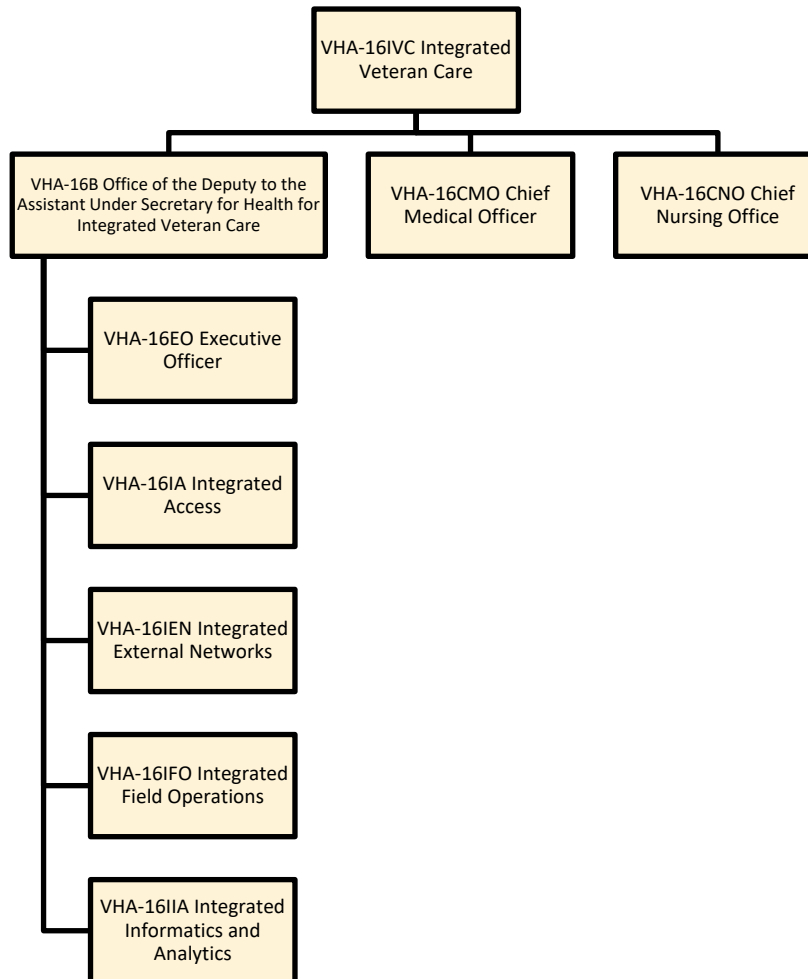 VHA-16IVC Integrated
Veteran Care
VHA-16B Office of the Deputy to the
Assistant Under Secretary for Health for
Integrated Veteran Care
VHA-16CMO Chief
Medical Officer
VHA-16CNO Chief
Nursing Office
VHA-16EO Executive
Officer
VHA-16IA Integrated
Access
VHA-16IEN Integrated
External Networks
VHA-16IFO Integrated
Field Operations
VHA-16IIA Integrated
Informatics and
Analytics